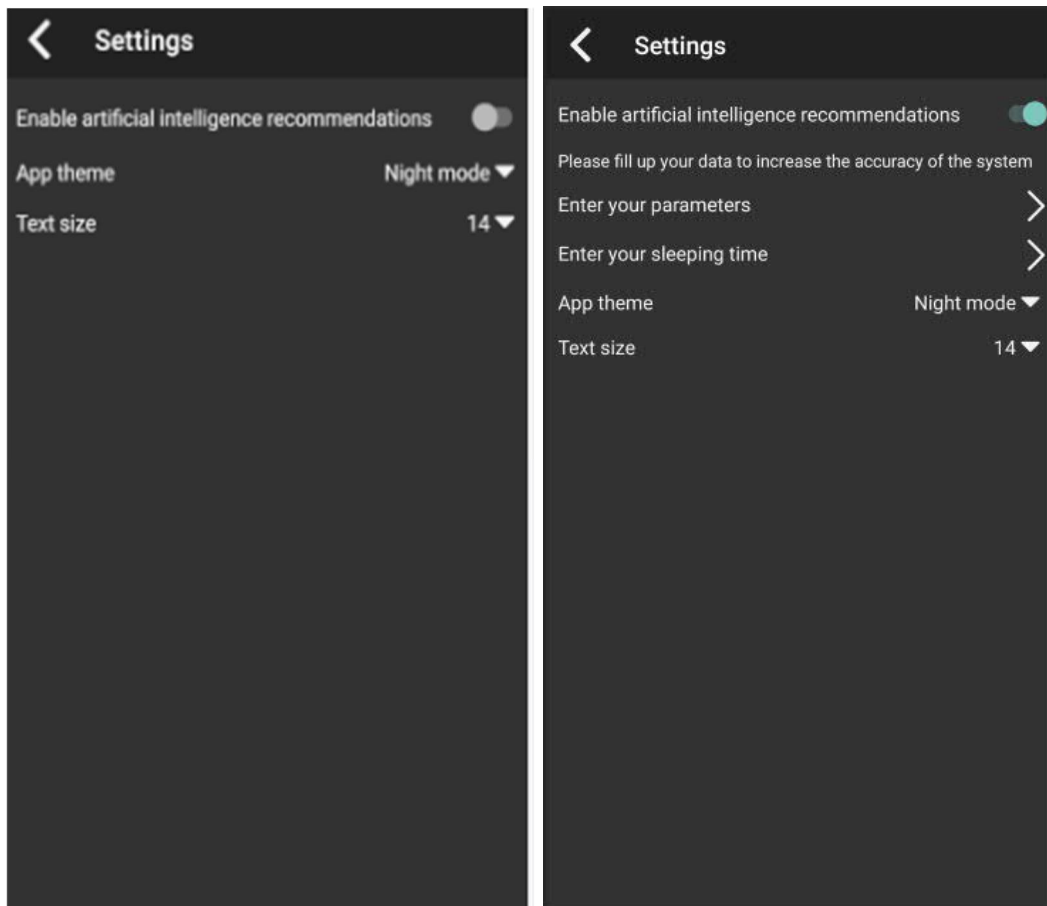 Settings
Enable artificial intelligence recommendations
App theme Night mode
Text size 14
Settings
Enable artificial intelligence recommendations
Please fill up your data to increase the accuracy of the system
Enter your parameters
Enter your sleeping time
App theme Night mode
Text size 14